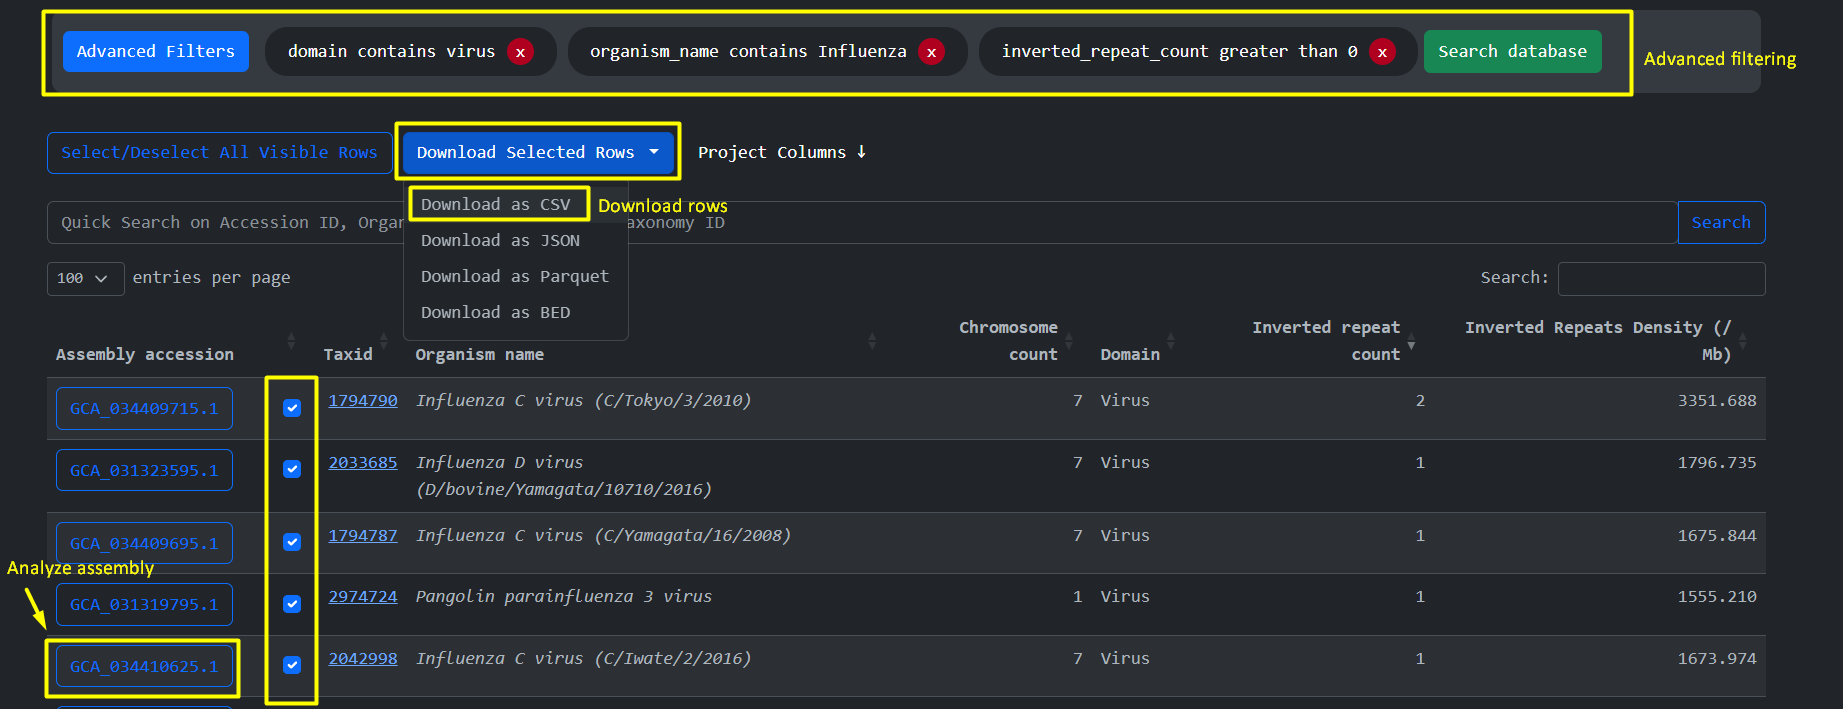 Advanced Filters domain contains virus x organism_name contains Influenza x inverted_repeat_count greater than 0 x Search database Advanced filtering
Select/Deselect All Visible Rows Download Selected Rows Project Columns ↓
Download as CSV Download rows
Quick Search on Accession ID, Organ axonomy ID Search
Download as JSON
100 entries per page Download as Parquet Search:
Download as BED
Chromosome Inverted repeat Inverted Repeats Density (/
Assembly accession Taxid Organism name count Domain count Mb)
GCA_034409715.1 1794790 Influenza C virus (C/Tokyo/3/2010) 7 Virus 2 3351.688
GCA_031323595.1 2033685 Influenza D virus 7 Virus 1 1796.735
(D/bovine/Yamagata/10710/2016)
GCA_034409695.1 1794787 Influenza C virus (C/Yamagata/16/2008) 7 Virus 1 1675.844
Analyze assembly
GCA_031319795.1 2974724 Pangolin parainfluenza 3 virus 1 Virus 1 1555.210
GCA_034410625.1 2042998 Influenza C virus (C/Iwate/2/2016) 7 Virus 1 1673.974